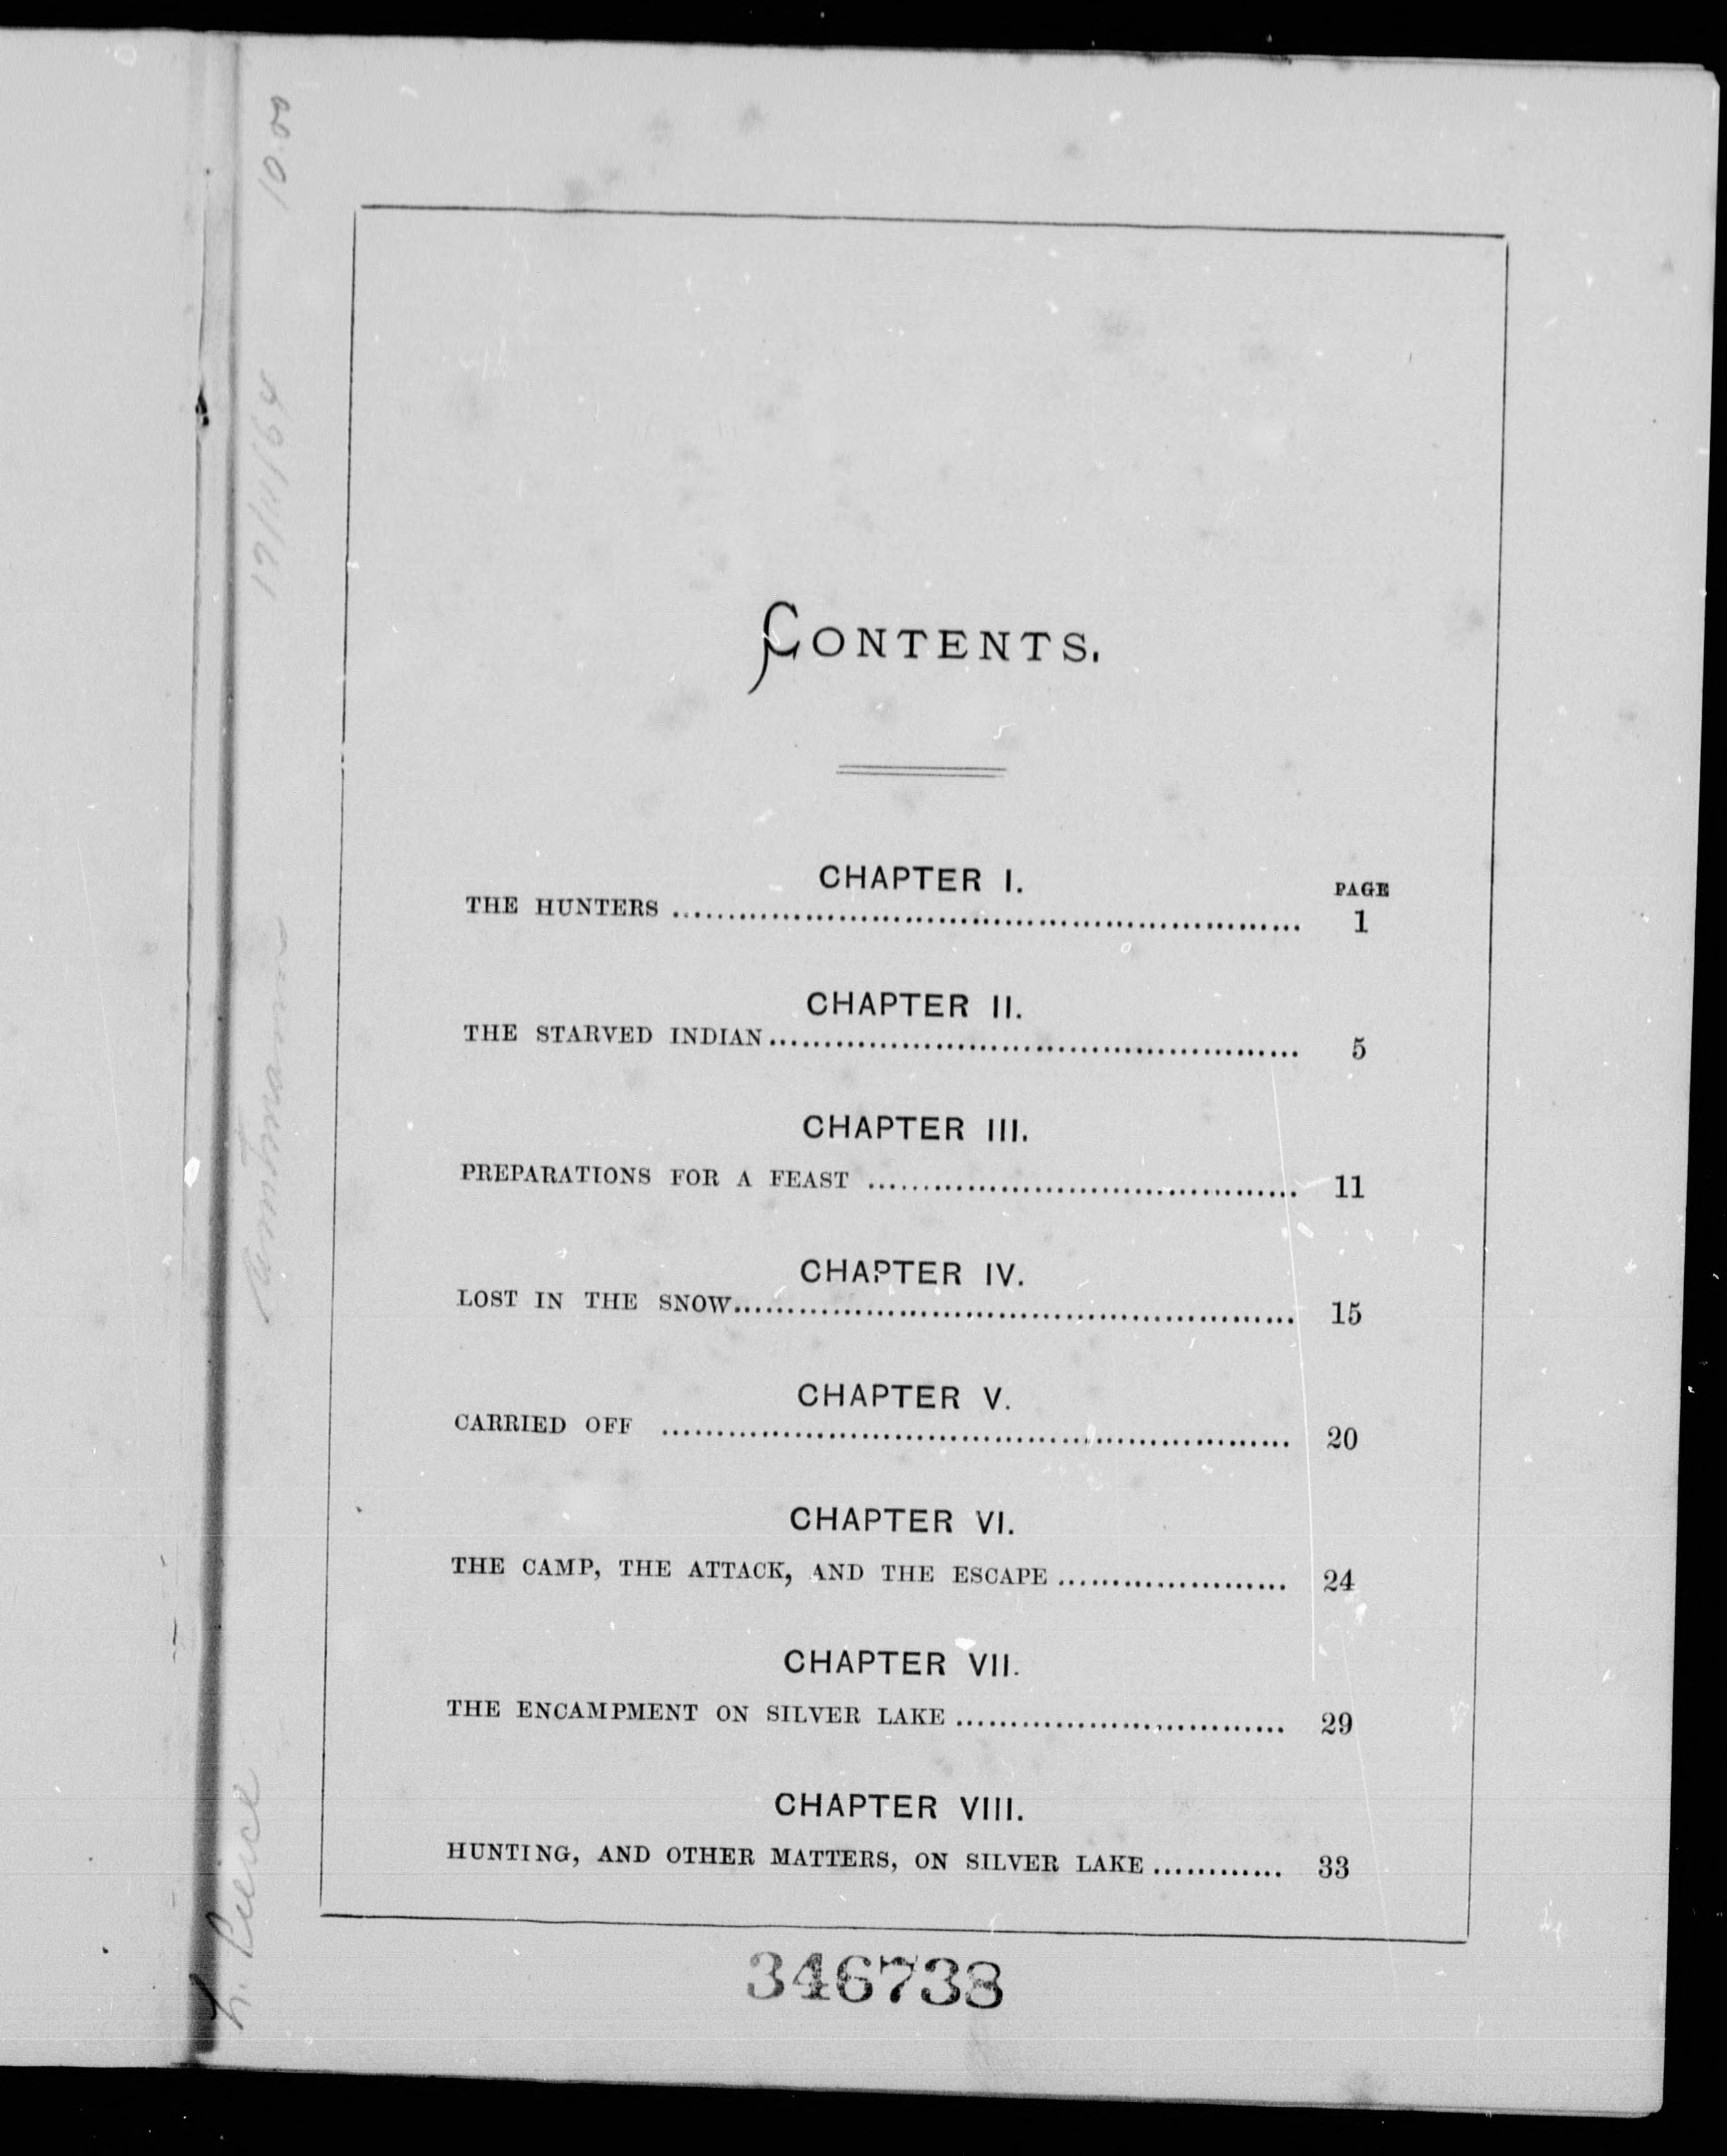 CONTENTS.
CHAPTER I.
PAGE
THE HUNTERS ........................................................ 1
CHAPTER II.
THE STARVED INDIAN ................................................ 5
CHAPTER III.
PREPARATIONS FOR A FEAST ........................................ 11
CHAPTER IV.
LOST IN THE SNOW .................................................. 15
CHAPTER V.
CARRIED OFF ........................................................ 20
CHAPTER VI.
THE CAMP, THE ATTACK, AND THE ESCAPE ...................... 24
CHAPTER VII.
THE ENCAMPMENT ON SILVER LAKE .............................. 29
CHAPTER VIII.
HUNTING, AND OTHER MATTERS, ON SILVER LAKE ............ 33
346738
10.00